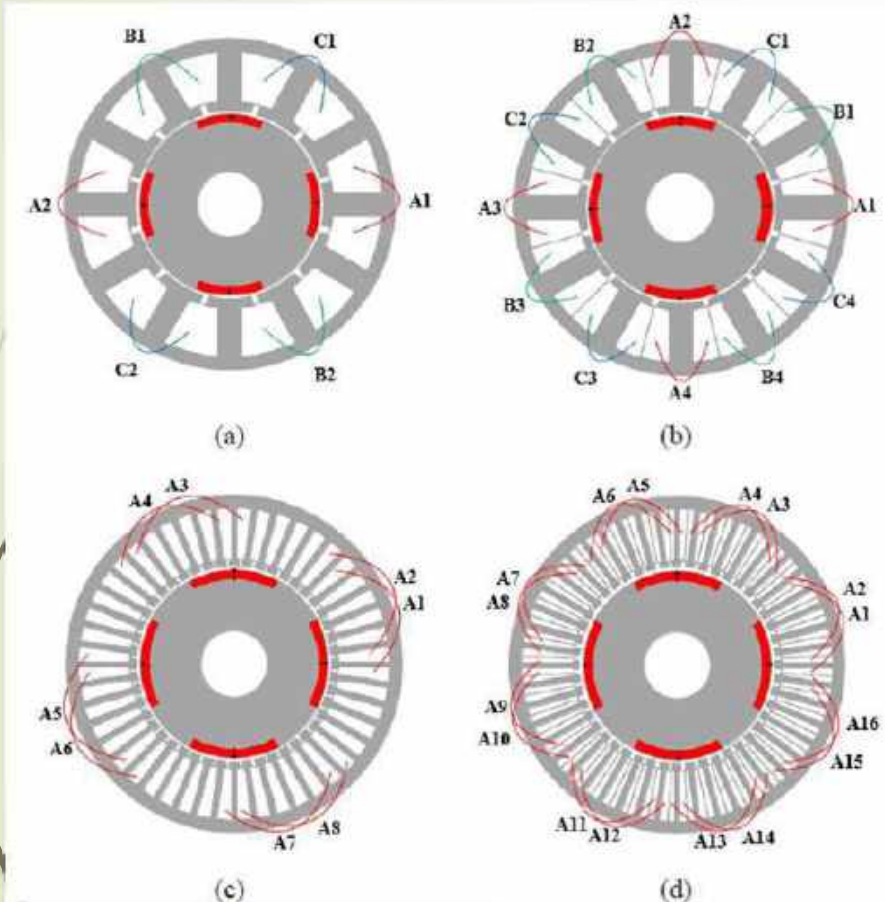 B1 C1
A2 A1
C2 B2
(a)
A2
B2 C1
C2 B1
A3 A1
B3 C4
C3 B4
A4
(b)
A3
A4
A2
A1
A5
A6
A8
A7
(c)
A6 A5 A4
A3
A7 A2
A8 A1
A9 A16
A10 A15
A11 A14
A12 A13
(d)